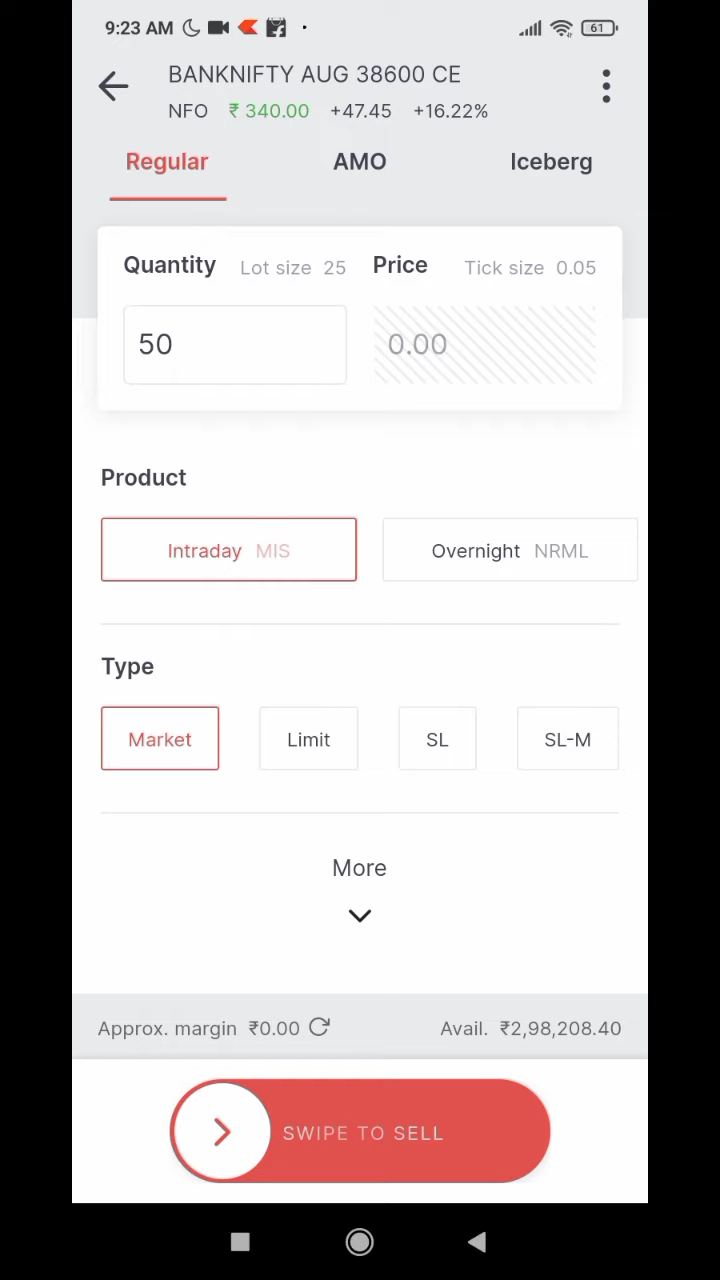 9:23 AM 61
BANKNIFTY AUG 38600 CE
NFO ₹ 340.00 +47.45 +16.22%
Regular AMO Iceberg
Quantity Lot size 25 Price Tick size 0.05
50 0.00
Product
Intraday MIS Overnight NRML
Type
Market Limit SL SL-M
More
Approx. margin ₹0.00 Avail. ₹2,98,208.40
SWIPE TO SELL